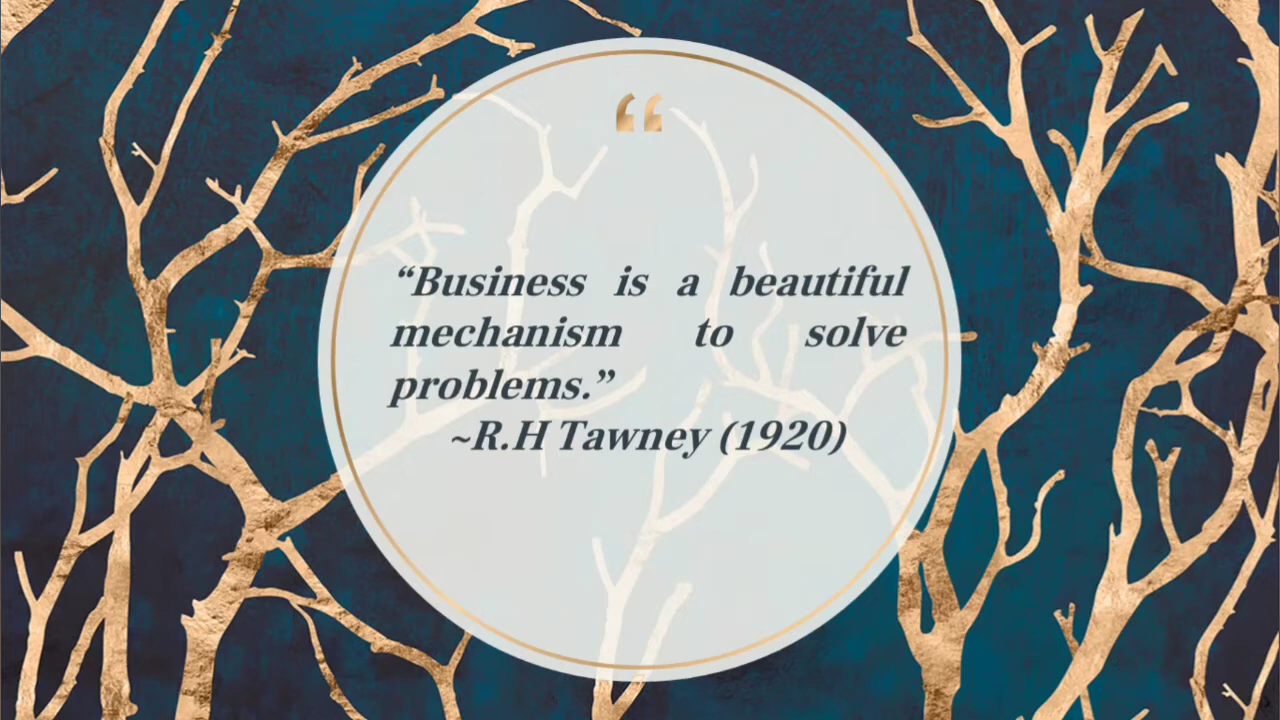 “
“Business is a beautiful
mechanism to solve
problems.”
~R.H Tawney (1920)